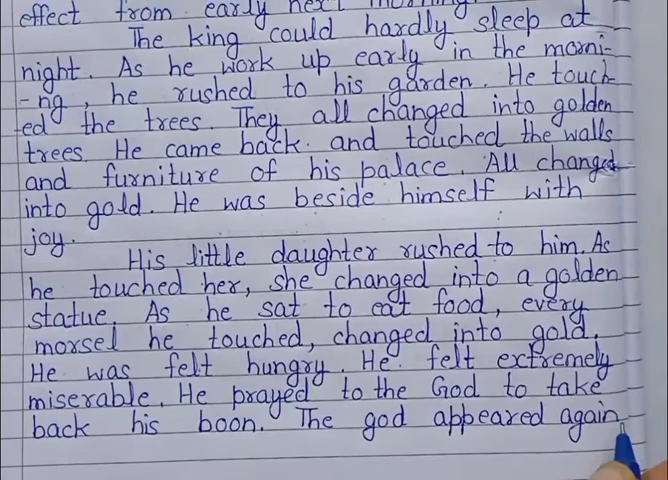 effect from early next morning
The king could hardly sleep at
night. As he work up early in the morni-
-ng, he rushed to his garden. He touch-
-ed the trees. They all changed into golden
trees. He came back. and touched the walls
and furniture of his palace. All changed
into gold. He was beside himself with
joy.
His little daughter rushed to him. As
he touched her, she changed into a golden
statue. As he sat to eat food, every
morsel he touched, changed into gold.
He was felt hungry. He felt extremely
miserable. He prayed to the God to take
back his boon. The god appeared again